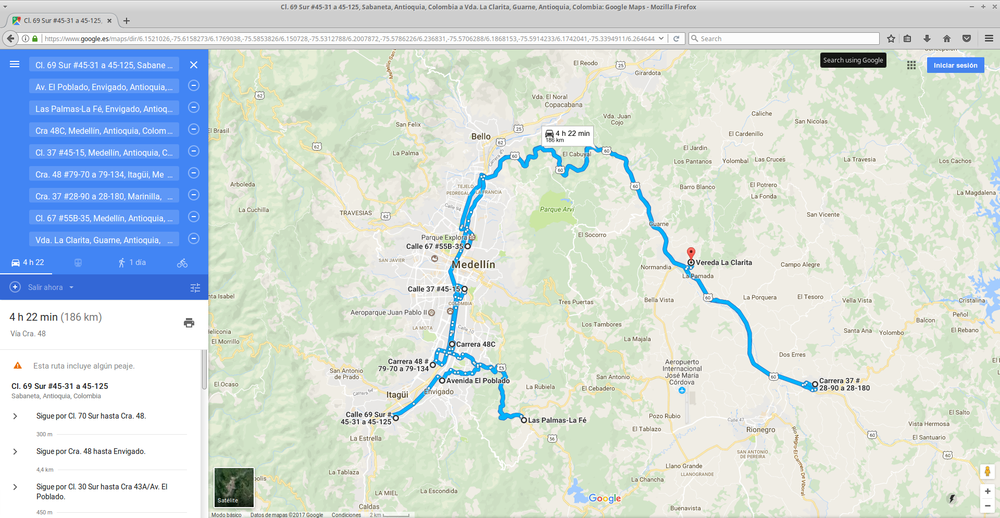 Cl. 69 Sur #45-31 a 45-125, Sabaneta, Antioquia, Colombia a Vda. La Clarita, Guarne, Antioquia, Colombia: Google Maps - Mozilla Firefox
Cl. 69 Sur #45-31 a 45-125,
https://www.google.es/maps/dir/6.1521026,-75.6158273/6.1769038,-75.5853826/6.150728,-75.5312788/6.2007872,-75.5786226/6.236831,-75.5706288/6.1868153,-75.5914233/6.1742041,-75.3394911/6.264644
Search
Search using Google
Iniciar sesión
Cl. 69 Sur #45-31 a 45-125, Sabane ...
Av. El Poblado, Envigado, Antioquia,...
Las Palmas-La Fé, Envigado, Antioq...
Cra 48C, Medellín, Antioquia, Colom...
Cl. 37 #45-15, Medellín, Antioquia, C...
Cra. 48 #79-70 a 79-134, Itagüi, Me ...
Cra. 37 #28-90 a 28-180, Marinilla, ...
Cl. 67 #55B-35, Medellín, Antioquia, ...
Vda. La Clarita, Guarne, Antioquia, ...
4 h 22
1 día
Salir ahora
4 h 22 min (186 km)
Vía Cra. 48
Esta ruta incluye algún peaje.
Cl. 69 Sur #45-31 a 45-125
Sabaneta, Antioquia, Colombia
Sigue por Cl. 70 Sur hasta Cra. 48.
300 m
Sigue por Cra. 48 hasta Envigado.
4,4 km
Sigue por Cl. 30 Sur hasta Cra 43A/Av. El
Poblado.
450 m
El Reodo
25
Girardota
62
Vda. El Noral
Copacabana
Caliche
Vda. Juan
Cojo
San Nicolas
San Felix
El Brasil
25
Bello
62
4 h 22 min
186 km
El Cardenillo
62
La Palma
Carrera 45
60
El Cabuyal
60
El Jardin
Los Pantanos
Yolombal
Las Cruces
La Travesia
Los Cachos
60
Arboleda
TEJELO
PEDREGAL
LA FRANCIA
60
Barro Blanco
El Potrero
La Fonda
La Magdalena
La Cuchilla
TRAVESIAS
62
Calle 94
Parque Arví
San Vicente
Guarne
Parque Explora
Calle 67 #55B-35
El Socorro
SAN JAVIER
Medellín
Vereda La Clarita
Normandia
La Pamada
Campo Alegre
Calle 37 #45-15
COLOMBIA
nta Isabel
Tres Puertas
Bella Vista
60
La Porquera
El Tesoro
Vella Vista
Cristalina
Aeroparque Juan Pablo II
Peñol
Balcon
LA MOTA
Calle 10
Los Tambores
Santa Ana
Yolombo
El Rebano
Heliconia
El Morrillo
Carrera 48C
La Majala
Dos Erres
Carrera 48 #
79-70 a 79-134
Aeropuerto
Internacional
José María
Córdova
San Antonio
de Prado
San Antonio
60
Carrera 37 #
28-90 a 28-180
El Ocaso
Avenida El Poblado
La Rubiela
El Cebadero
Carrera 64
Itagüi
Envigado
Calle 69 Sur #
45-31 a 45-125
Las Palmas-La Fé
Pozo Rubio
El Salto
Calle 47
Vista Hermosa
La Estrella
56
El Tablazo
Rionegro
60
El Santuario
SAN ANTONIO
DE PEREIRA
60
La Tablaza
Llano Grande
LLANOGRANDE
La Chancha
LA MIEL
La Escondida
Caldas
Buenavista
Satélite
Google
Modo básico
Datos de mapas ©2017 Google
Condiciones
2 km